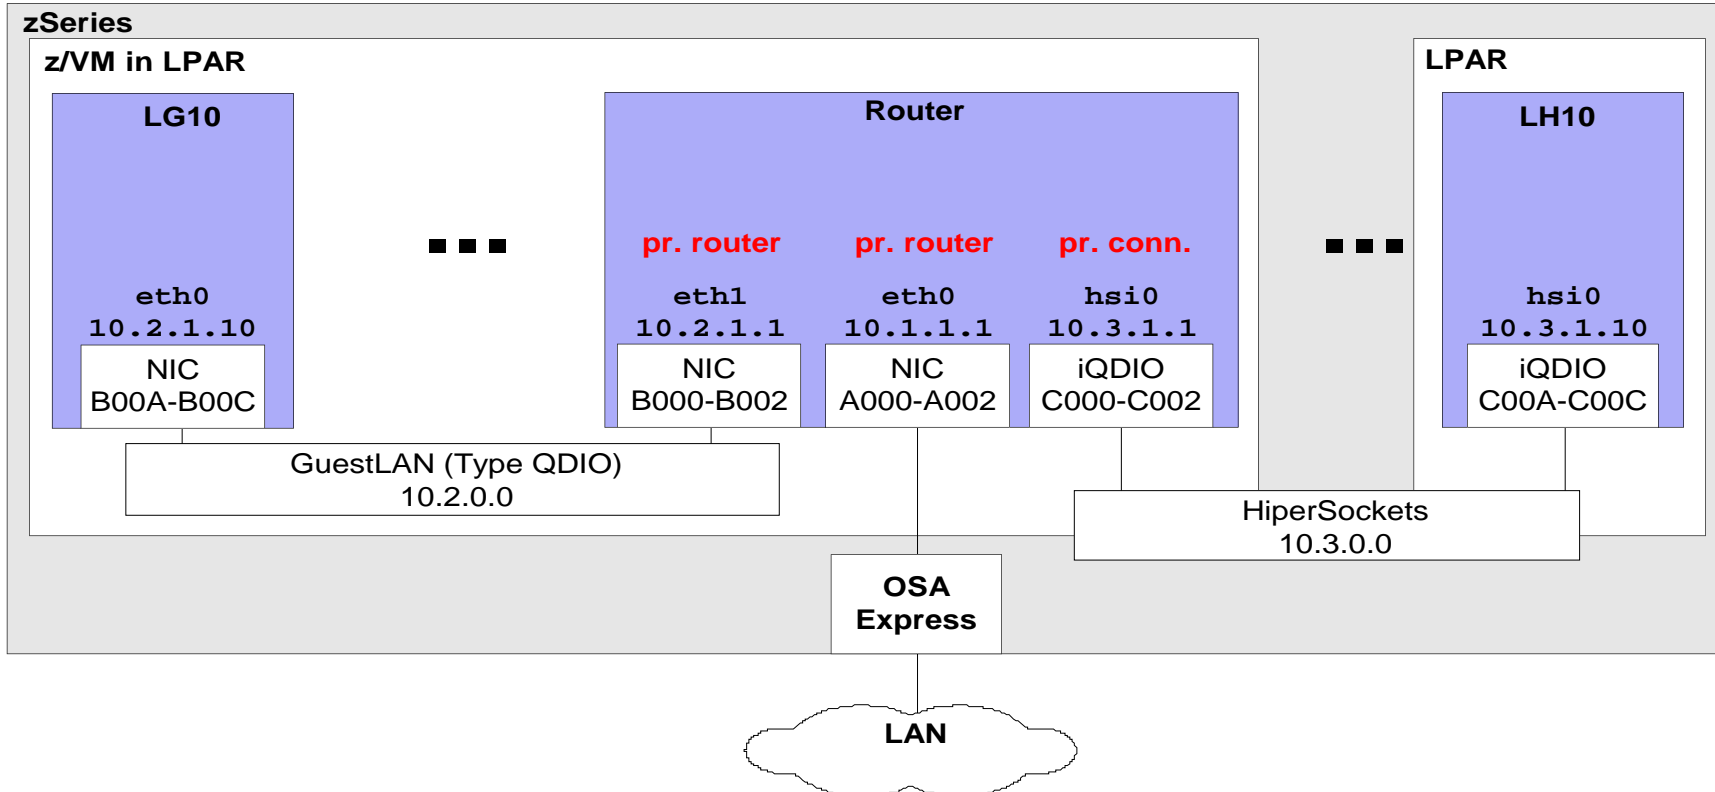 zSeries
z/VM in LPAR
LG10
eth0
10.2.1.10
NIC
B00A-B00C
Router
pr. router
eth1
10.2.1.1
NIC
B000-B002
pr. router
eth0
10.1.1.1
NIC
A000-A002
pr. conn.
hsi0
10.3.1.1
iQDIO
C000-C002
LPAR
LH10
hsi0
10.3.1.10
iQDIO
C00A-C00C
GuestLAN (Type QDIO)
10.2.0.0
HiperSockets
10.3.0.0
OSA
Express
LAN